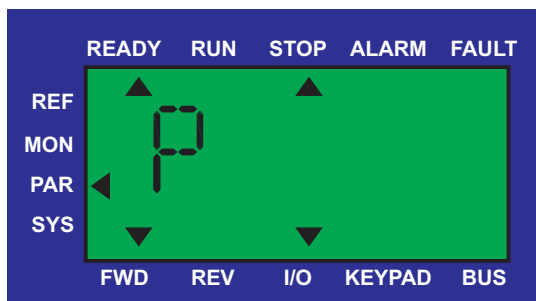 READY RUN STOP ALARM FAULT
REF
P
MON
PAR
SYS
FWD REV I/O KEYPAD BUS